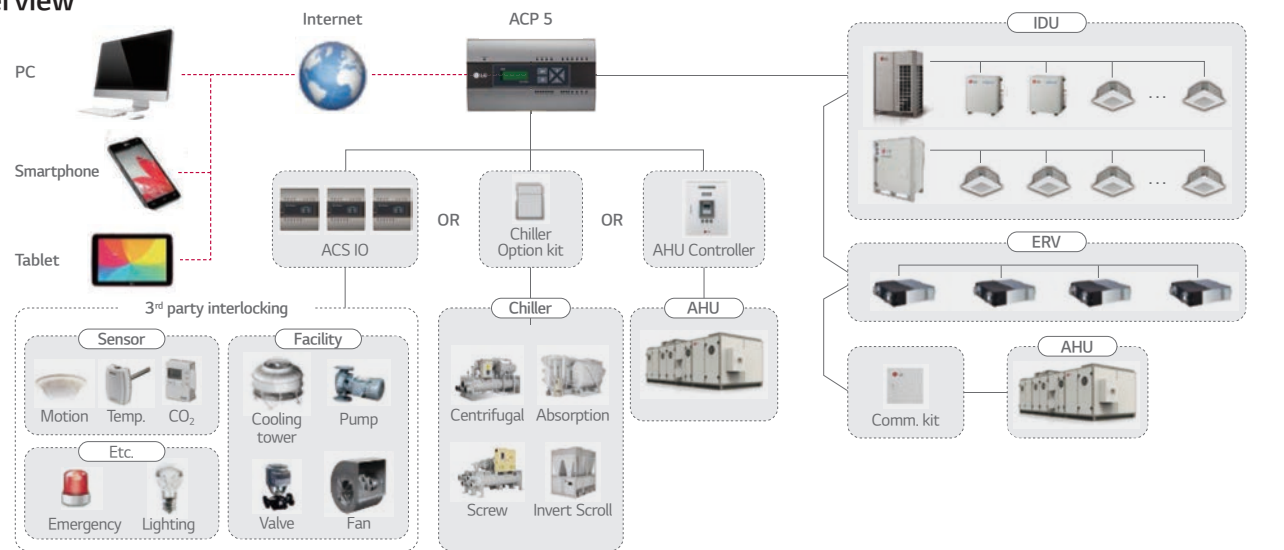 erview
Internet
ACP 5
IDU
PC
LG
Smartphone
Tablet
ACS IO
OR
Chiller
Option kit
OR
AHU Controller
ERV
3rd party interlocking
Sensor
Motion
Temp.
CO₂
Etc.
Emergency
Lighting
Facility
Cooling
tower
Pump
Valve
Fan
Chiller
Centrifugal
Absorption
Screw
Invert Scroll
AHU
Comm. kit
AHU